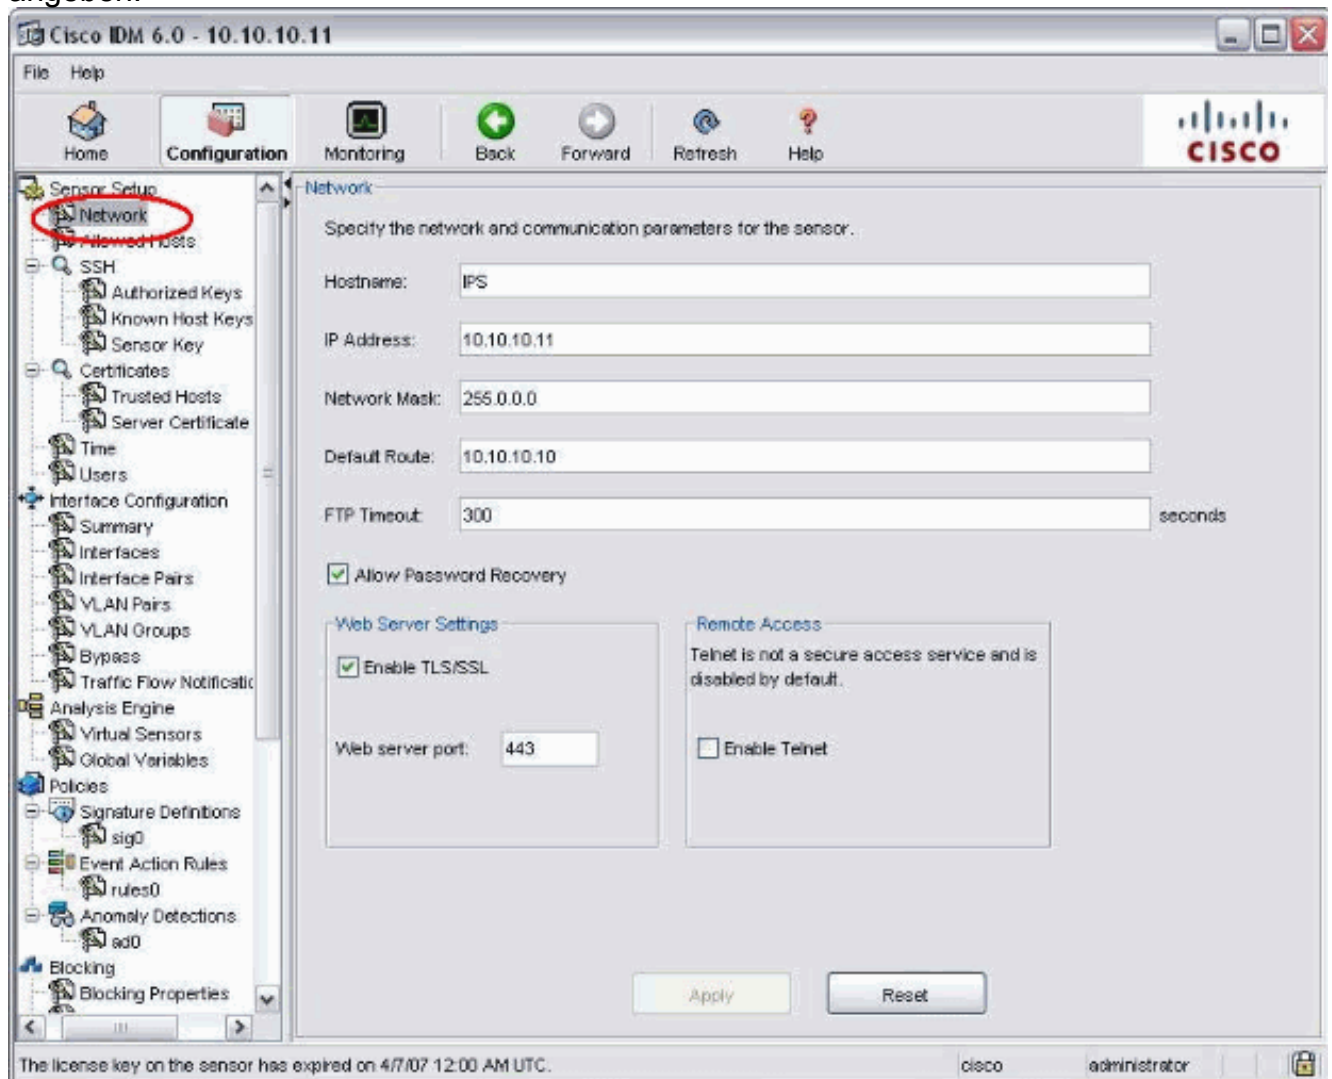 angeben.
Cisco IDM 6.0 - 10.10.10.11
File Help
Home Configuration Monitoring Back Forward Refresh Help
CISCO
Sensor Setup
Network
Allowed Hosts
SSH
Authorized Keys
Known Host Keys
Sensor Key
Certificates
Trusted Hosts
Server Certificate
Time
Users
Interface Configuration
Summary
Interfaces
Interface Pairs
VLAN Pairs
VLAN Groups
Bypass
Traffic Flow Notificatic
Analysis Engine
Virtual Sensors
Global Variables
Policies
Signature Definitions
sig0
Event Action Rules
rules0
Anomaly Detections
ad0
Blocking
Blocking Properties
Network
Specify the network and communication parameters for the sensor.
Hostname: IPS
IP Address: 10.10.10.11
Network Mask: 255.0.0.0
Default Route: 10.10.10.10
FTP Timeout: 300 seconds
Allow Password Recovery
Web Server Settings
Enable TLS/SSL
Web server port: 443
Remote Access
Telnet is not a secure access service and is
disabled by default.
Enable Telnet
Apply Reset
The license key on the sensor has expired on 4/7/07 12:00 AM UTC. cisco administrator